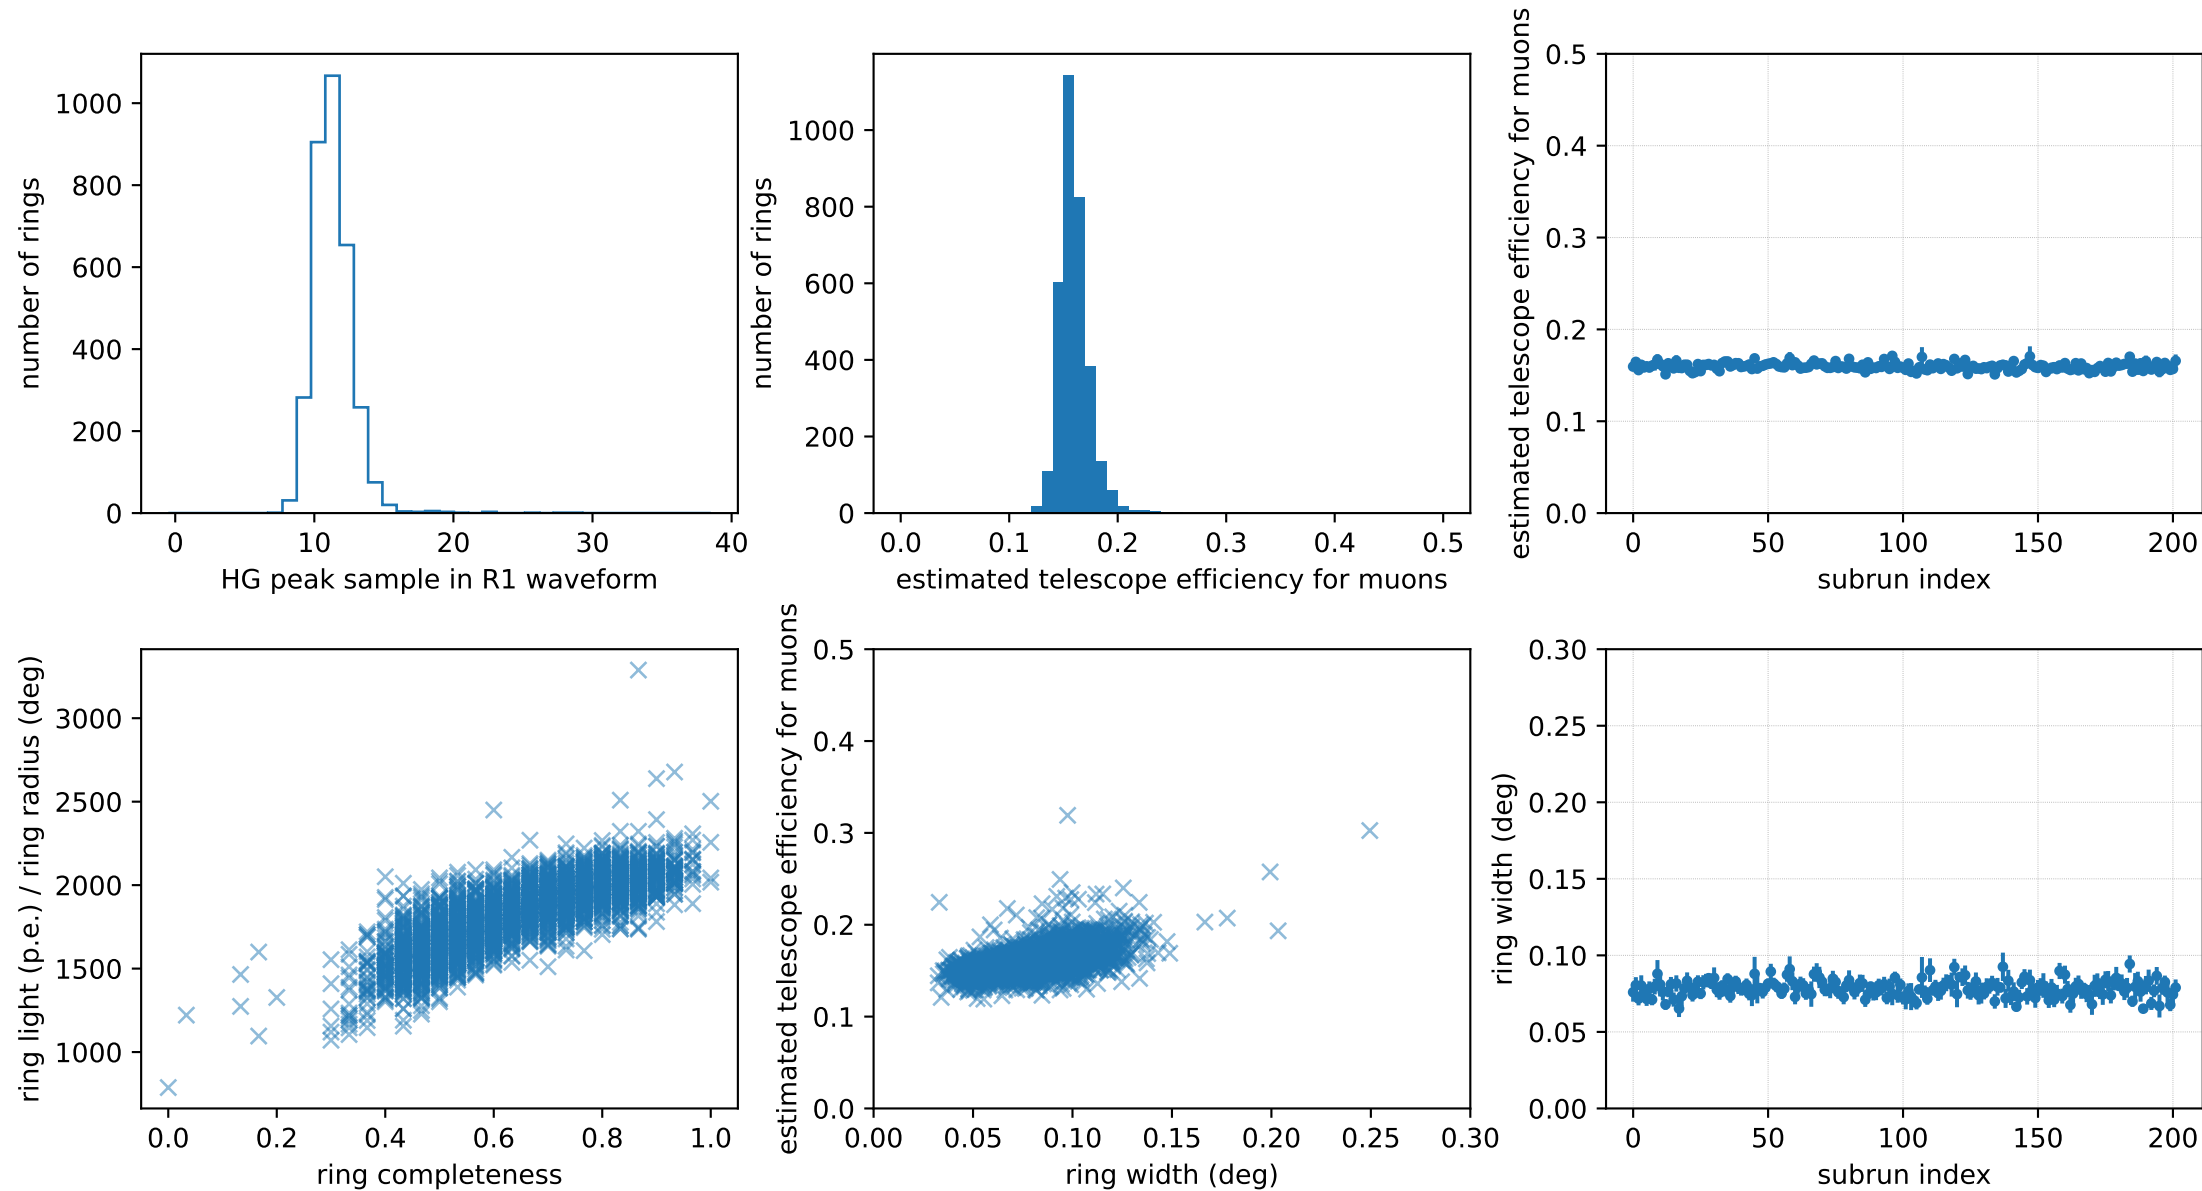 number of rings
1000
800
600
400
200
0
0 10 20 30 40
HG peak sample in R1 waveform
number of rings
1000
800
600
400
200
0
0.0 0.1 0.2 0.3 0.4 0.5
estimated telescope efficiency for muons
estimated telescope efficiency for muons
0.5
0.4
0.3
0.2
0.1
0.0
0 50 100 150 200
subrun index
ring light (p.e.) / ring radius (deg)
3000
2500
2000
1500
1000
0.0 0.2 0.4 0.6 0.8 1.0
ring completeness
estimated telescope efficiency for muons
0.5
0.4
0.3
0.2
0.1
0.0
0.00 0.05 0.10 0.15 0.20 0.25 0.30
ring width (deg)
ring width (deg)
0.30
0.25
0.20
0.15
0.10
0.05
0.00
0 50 100 150 200
subrun index